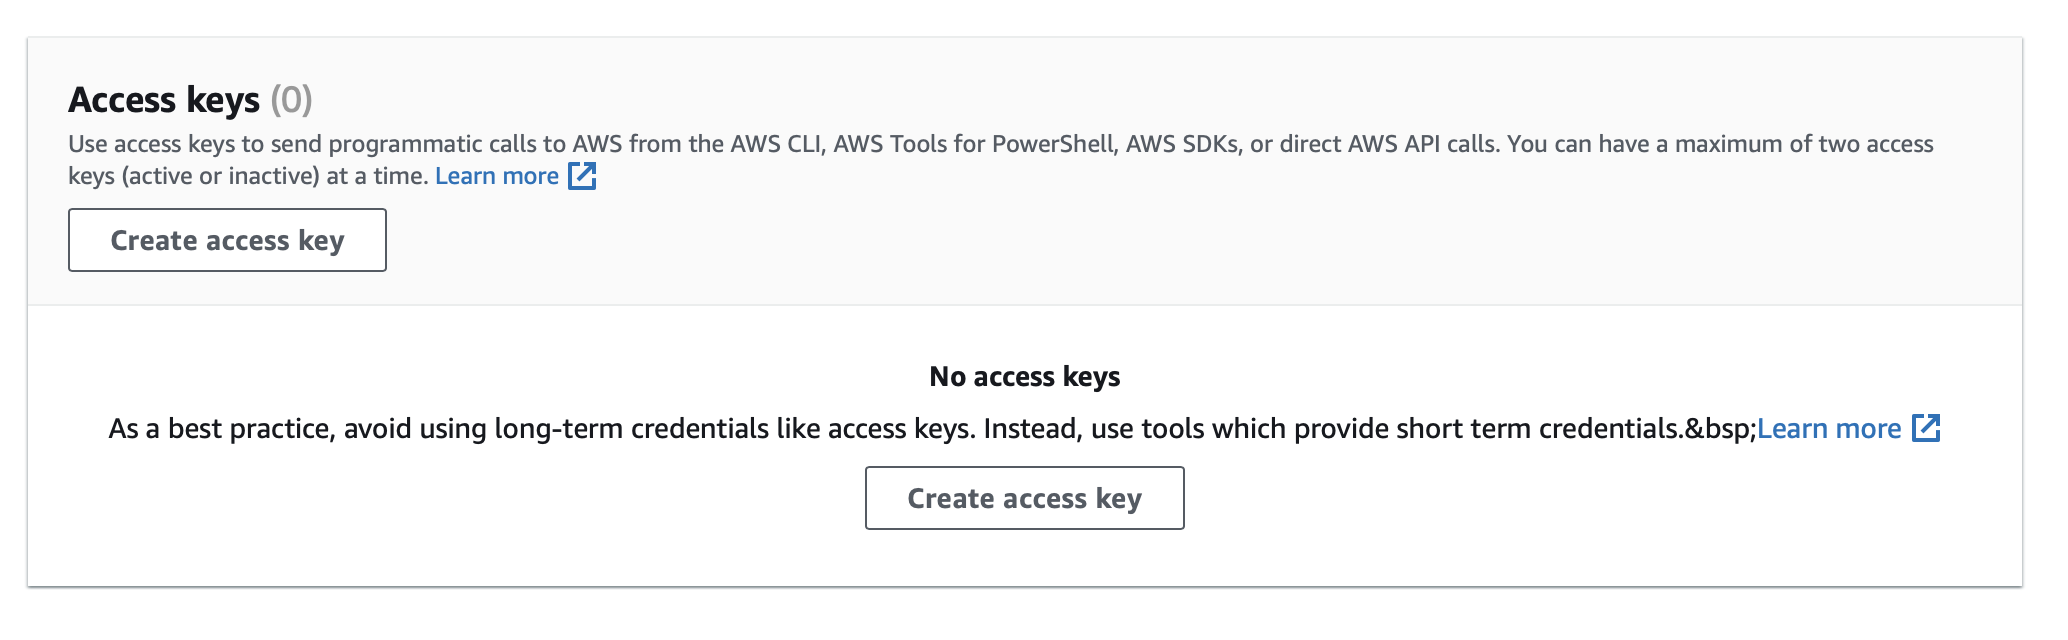 Access keys (0)
Use access keys to send programmatic calls to AWS from the AWS CLI, AWS Tools for PowerShell, AWS SDKs, or direct AWS API calls. You can have a maximum of two access
keys (active or inactive) at a time. Learn more
Create access key
No access keys
As a best practice, avoid using long-term credentials like access keys. Instead, use tools which provide short term credentials.&bsp;Learn more
Create access key